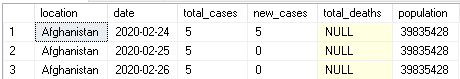 location date total_cases new_cases total_deaths population
1 Afghanistan 2020-02-24 5 5 NULL 39835428
2 Afghanistan 2020-02-25 5 0 NULL 39835428
3 Afghanistan 2020-02-26 5 0 NULL 39835428